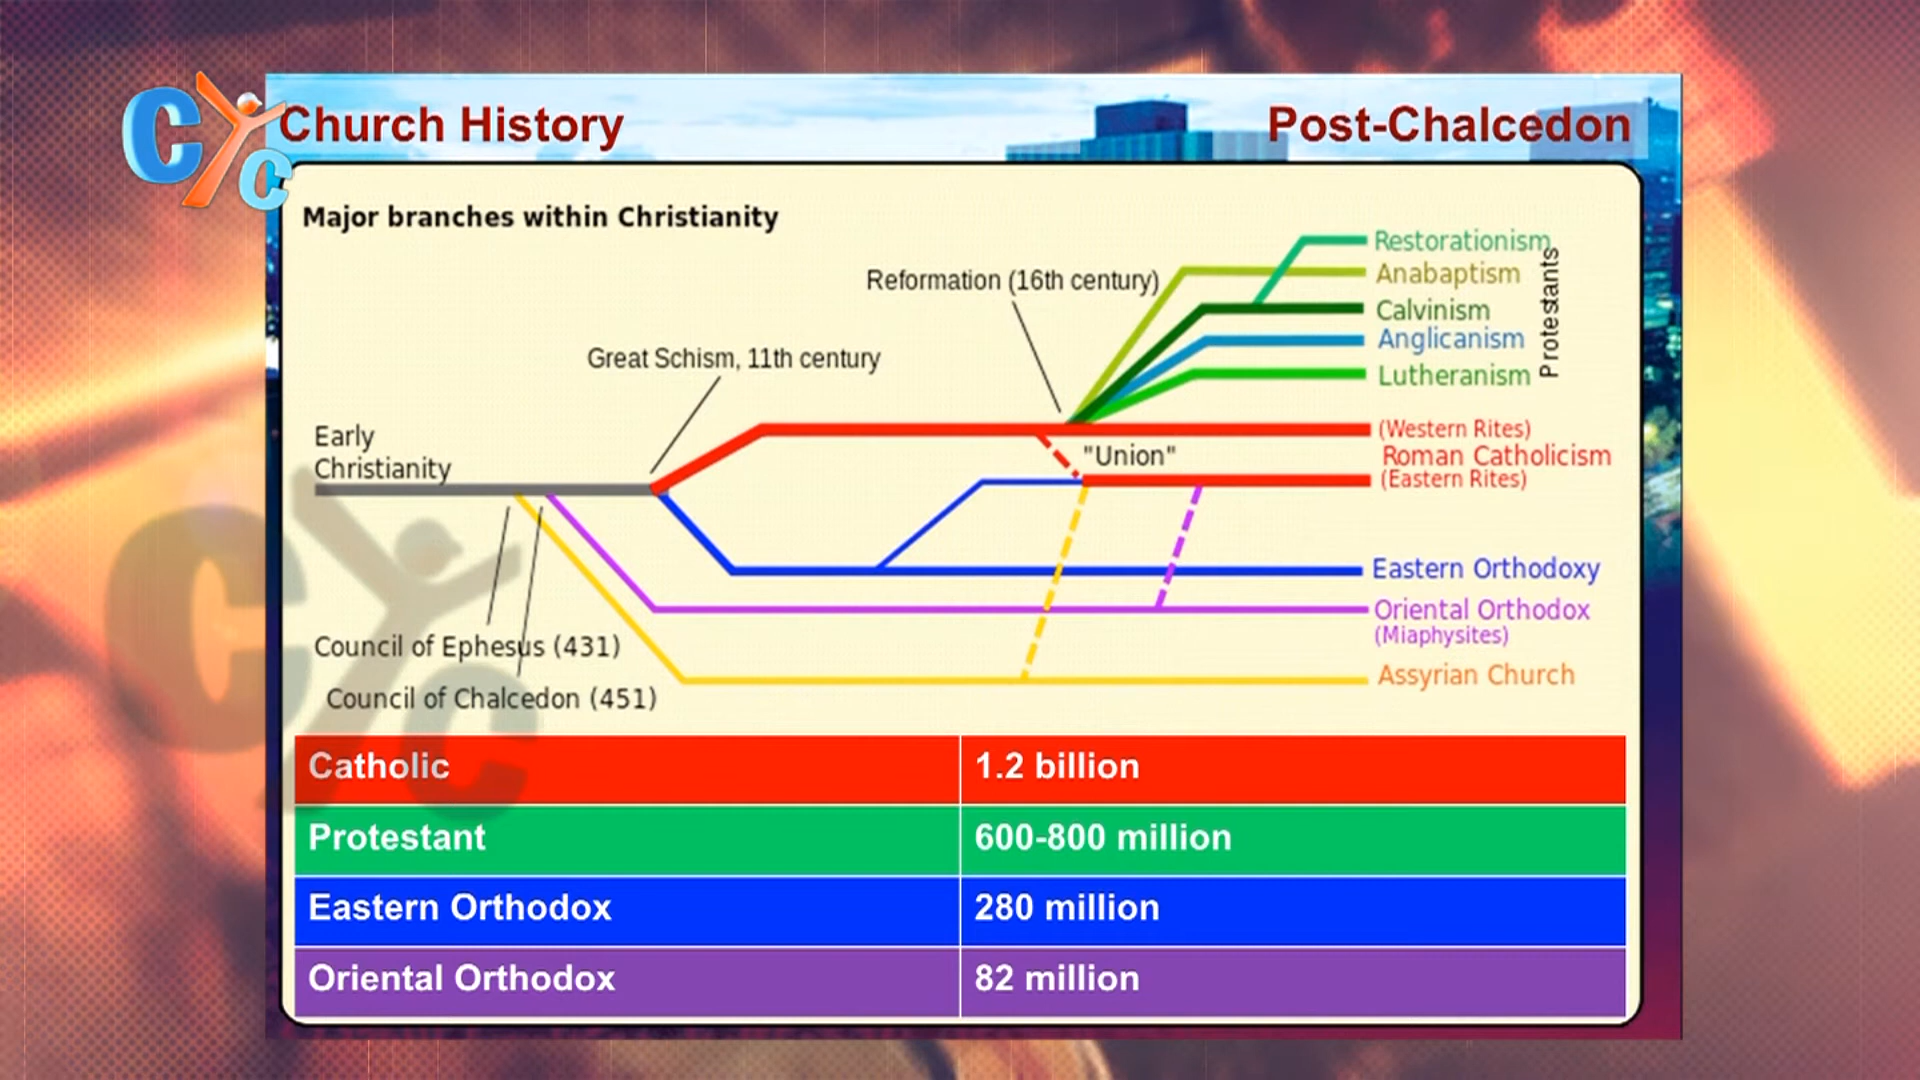 CYC
Church History
Post-Chalcedon
Major branches within Christianity
Restorationism
Anabaptism
Calvinism
Anglicanism
Lutheranism
Protestants
Reformation (16th century)
Great Schism, 11th century
Early
Christianity
(Western Rites)
"Union"
Roman Catholicism
(Eastern Rites)
Eastern Orthodoxy
Oriental Orthodox
(Miaphysites)
Assyrian Church
Council of Ephesus (431)
Council of Chalcedon (451)
Catholic 1.2 billion
Protestant 600-800 million
Eastern Orthodox 280 million
Oriental Orthodox 82 million
CYC